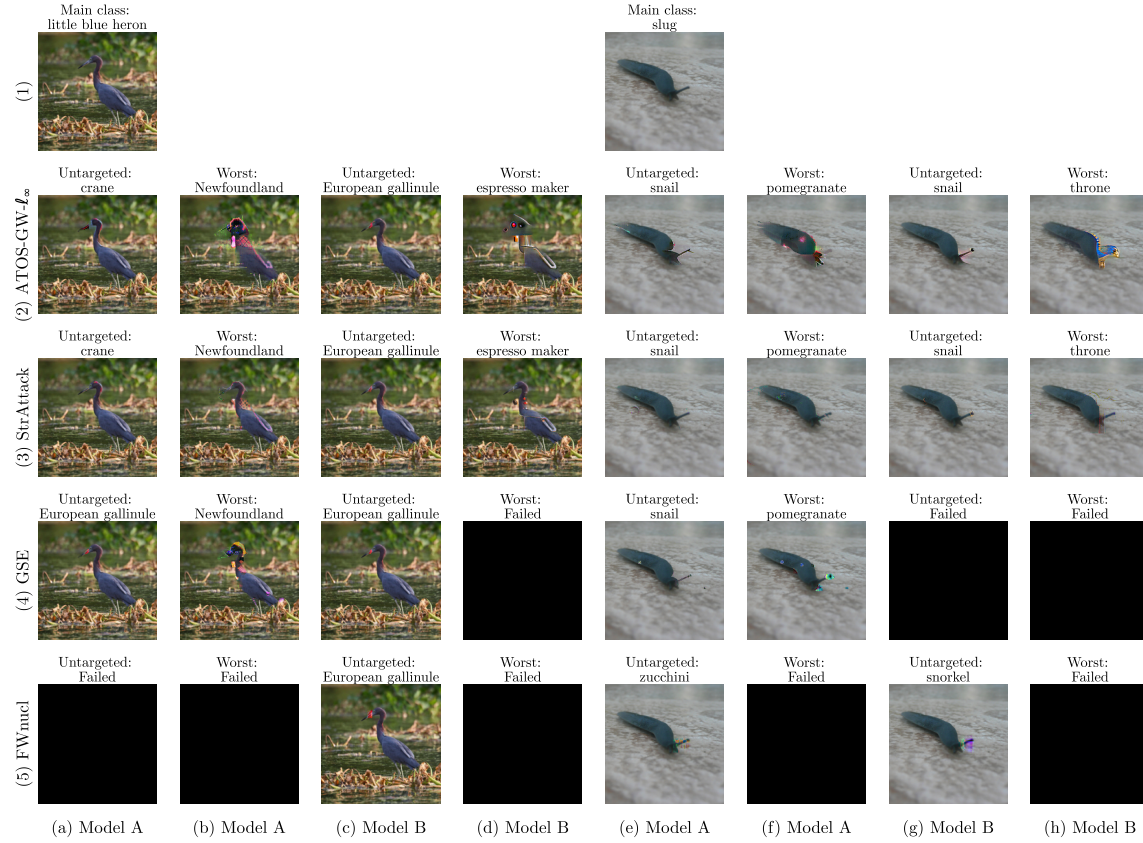 Main class:
little blue heron
Main class:
slug
(1)
Untargeted:
crane
Worst:
Newfoundland
Untargeted:
European gallinule
Worst:
espresso maker
Untargeted:
snail
Worst:
pomegranate
Untargeted:
snail
Worst:
throne
(2) ATOS-GW-ℓ∞
Untargeted:
crane
Worst:
Newfoundland
Untargeted:
European gallinule
Worst:
espresso maker
Untargeted:
snail
Worst:
pomegranate
Untargeted:
snail
Worst:
throne
(3) StrAttack
Untargeted:
European gallinule
Worst:
Newfoundland
Untargeted:
European gallinule
Worst:
Failed
Untargeted:
snail
Worst:
pomegranate
Untargeted:
Failed
Worst:
Failed
(4) GSE
Untargeted:
Failed
Worst:
Failed
Untargeted:
European gallinule
Worst:
Failed
Untargeted:
zucchini
Worst:
Failed
Untargeted:
snorkel
Worst:
Failed
(5) FWnucl
(a) Model A
(b) Model A
(c) Model B
(d) Model B
(e) Model A
(f) Model A
(g) Model B
(h) Model B